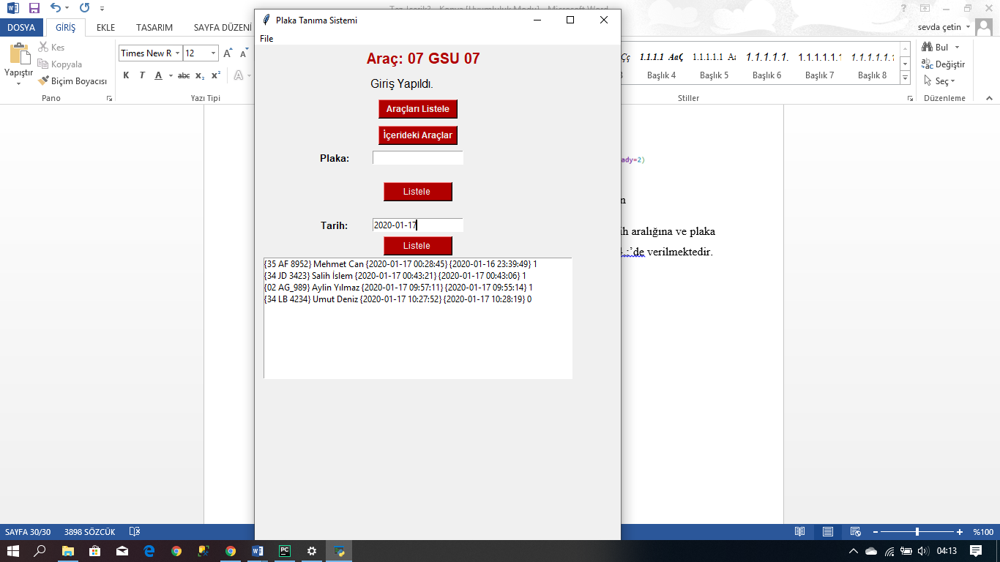 Plaka Tanıma Sistemi
File
Araç: 07 GSU 07
Giriş Yapıldı.
Araçları Listele
İçerideki Araçlar
Plaka:
Listele
Tarih: 2020-01-17
Listele
{35 AF 8952} Mehmet Can {2020-01-17 00:28:45} {2020-01-16 23:39:49} 1
{34 JD 3423} Salih İslem {2020-01-17 00:43:21} {2020-01-17 00:43:06} 1
{02 AG_989} Aylin Yılmaz {2020-01-17 09:57:11} {2020-01-17 09:55:14} 1
{34 LB 4234} Umut Deniz {2020-01-17 10:27:52} {2020-01-17 10:28:19} 0
DOSYA GİRİŞ EKLE TASARIM SAYFA DÜZENİ
sevda çetin
Yapıştır
Kes
Kopyala
Biçim Boyacısı
Pano
Times New R 12
K T A abc x₂ x² A
Yazı Tipi
1.1.1.1 AaÇ 1.1.1.1.1 1.1.1.1.1. 1.1.1.1.1.1 1.1.1.1.1.1
Başlık 4 Başlık 5 Başlık 6 Başlık 7 Başlık 8
Stiller
Bul
Değiştir
Seç
Düzenleme
ady=2)
ih aralığına ve plaka
de verilmektedir.
SAYFA 30/30 3898 SÖZCÜK
%100
04:13